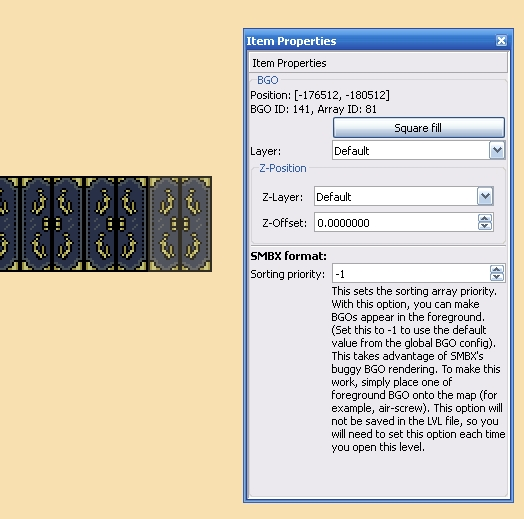 Item Properties
Item Properties
BGO
Position: [-176512, -180512]
BGO ID: 141, Array ID: 81
Square fill
Layer: Default
Z-Position
Z-Layer: Default
Z-Offset: 0.0000000
SMBX format:
Sorting priority: -1
This sets the sorting array priority.
With this option, you can make
BGOs appear in the foreground.
(Set this to -1 to use the default
value from the global BGO config).
This takes advantage of SMBX's
buggy BGO rendering. To make this
work, simply place one of
foreground BGO onto the map (for
example, air-screw). This option will
not be saved in the LVL file, so you
will need to set this option each time
you open this level.